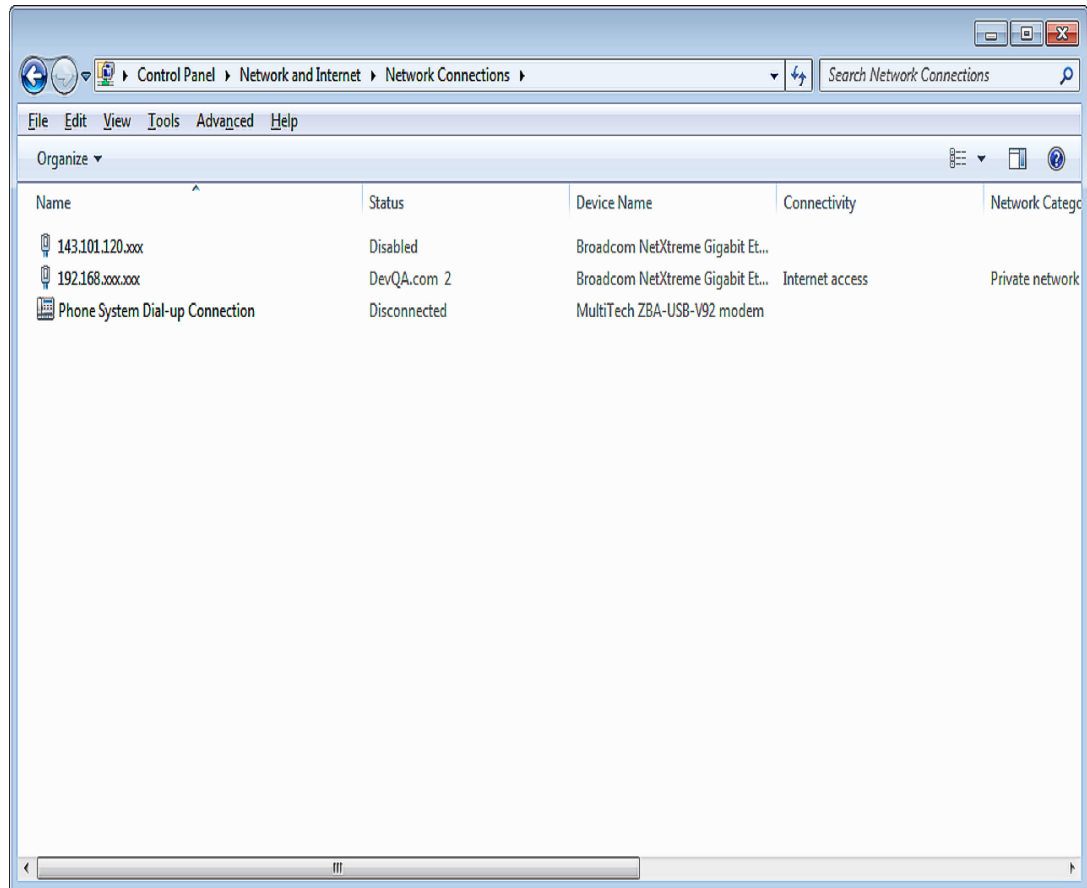 Control Panel Network and Internet Network Connections Search Network Connections
File Edit View Tools Advanced Help
Organize
Name Status Device Name Connectivity Network Catego
143.101.120.xxx Disabled Broadcom NetXtreme Gigabit Et...
192.168.xxx.xxx DevQA.com 2 Broadcom NetXtreme Gigabit Et... Internet access Private network
Phone System Dial-up Connection Disconnected MultiTech ZBA-USB-V92 modem